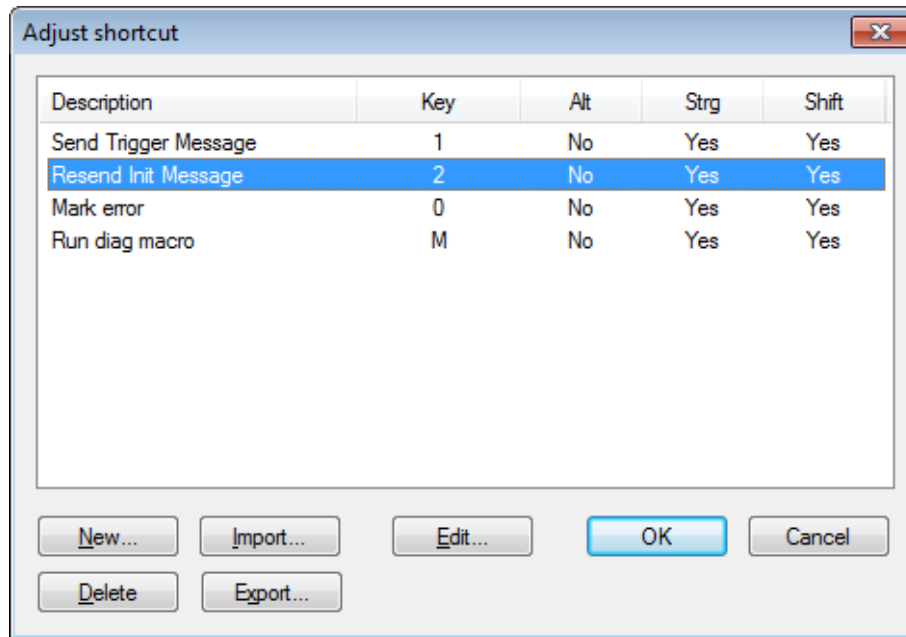 Adjust shortcut
Description Key Alt Strg Shift
Send Trigger Message 1 No Yes Yes
Resend Init Message 2 No Yes Yes
Mark error 0 No Yes Yes
Run diag macro M No Yes Yes
New... Import... Edit... OK Cancel
Delete Export...